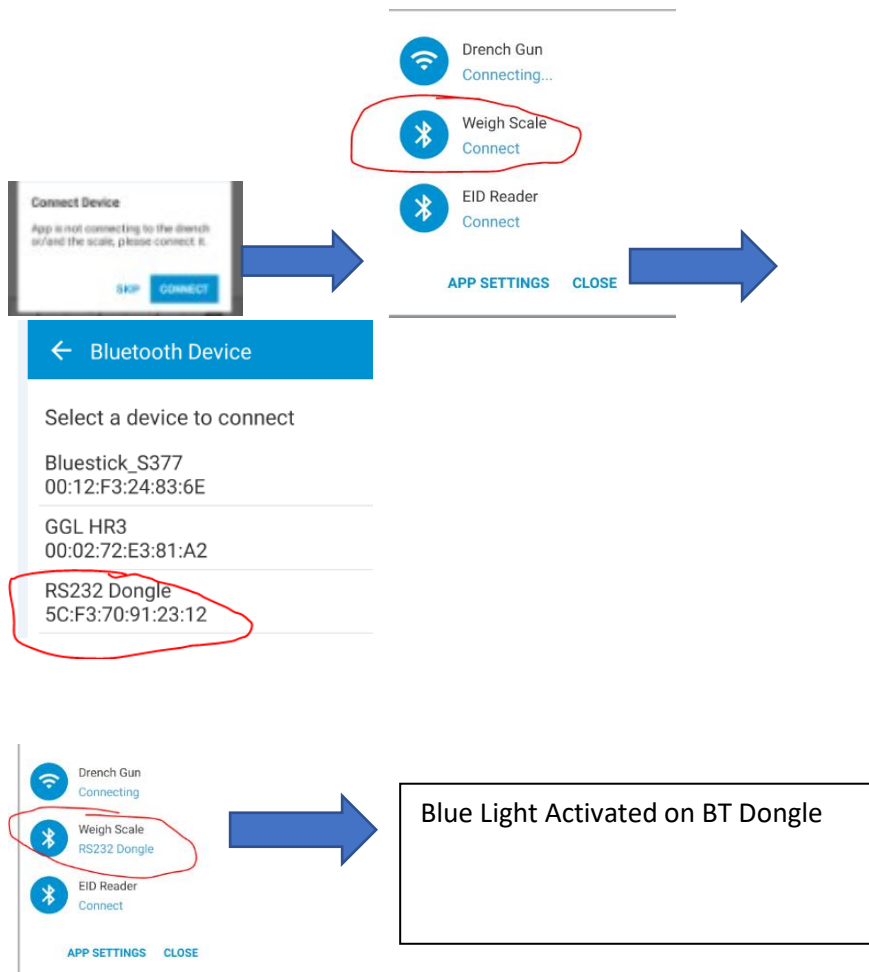 Connect Device
App is not connecting to the drench
or/and the scale, please connect it.
SKIP CONNECT
Drench Gun
Connecting...
Weigh Scale
Connect
EID Reader
Connect
APP SETTINGS CLOSE
← Bluetooth Device
Select a device to connect
Bluestick_S377
00:12:F3:24:83:6E
GGL HR3
00:02:72:E3:81:A2
RS232 Dongle
5C:F3:70:91:23:12
Drench Gun
Connecting
Weigh Scale
RS232 Dongle
EID Reader
Connect
APP SETTINGS CLOSE
Blue Light Activated on BT Dongle